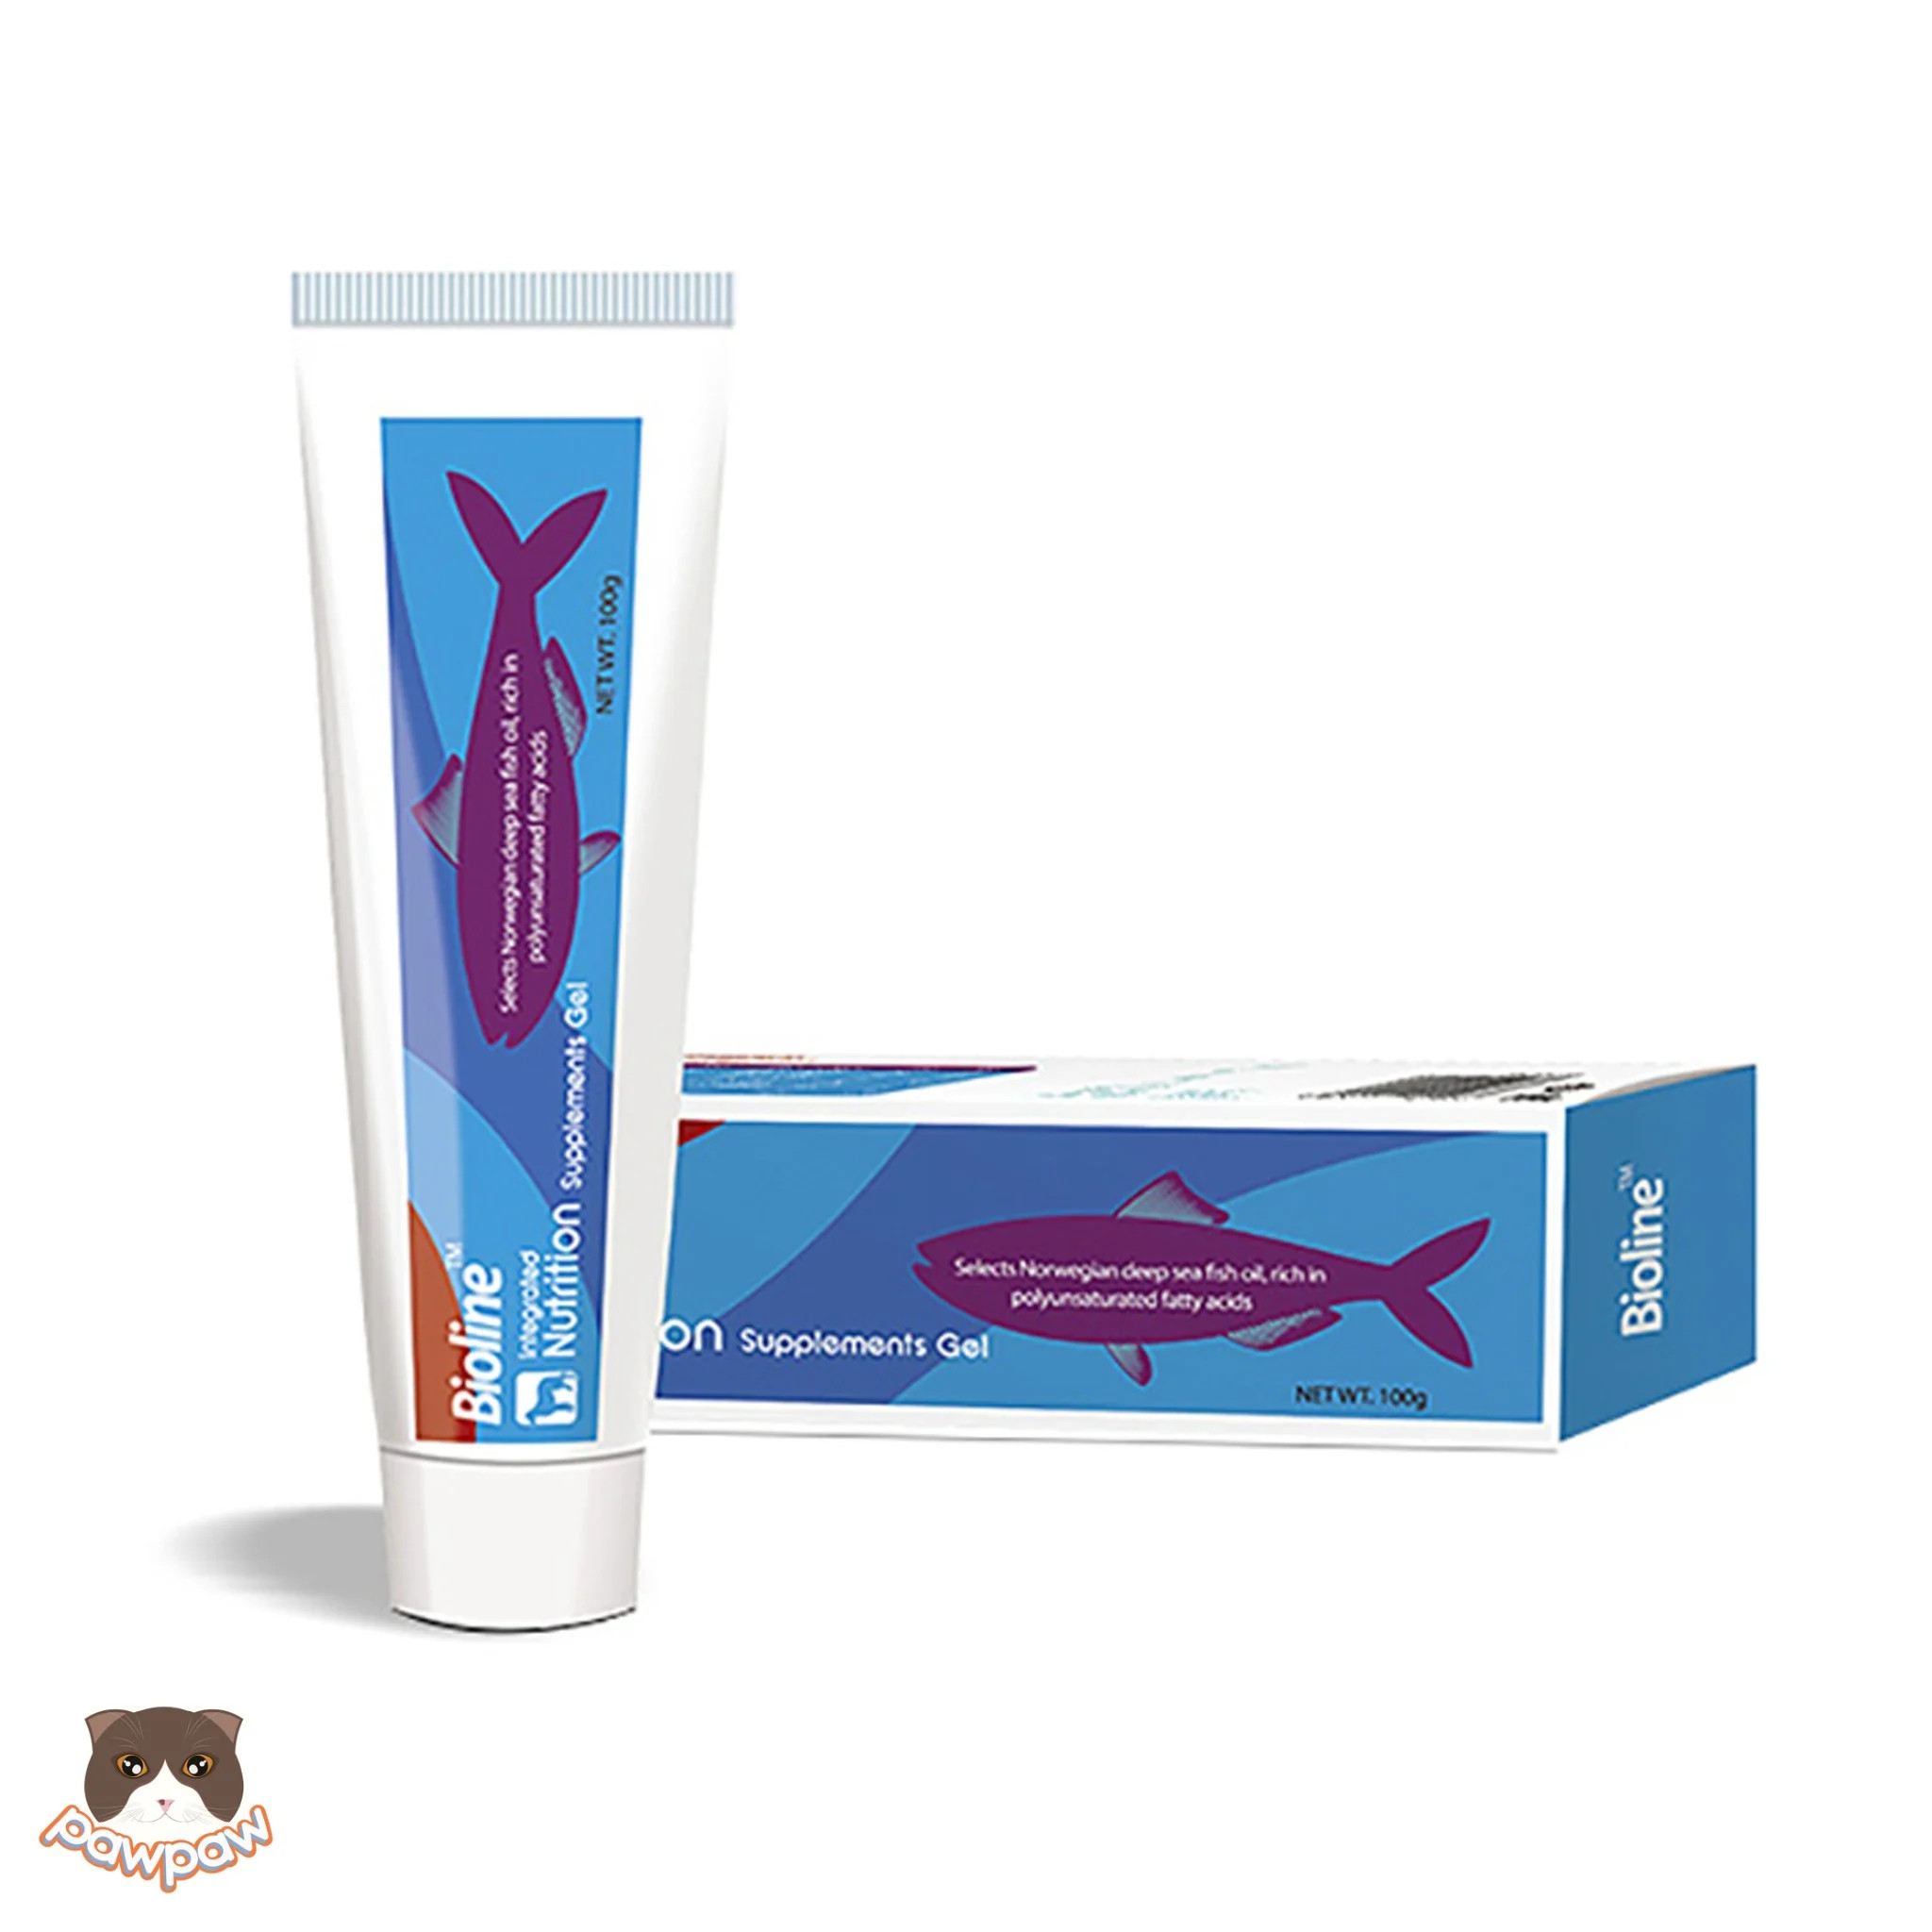 Bioline™
Integrated
Nutrition Supplements Gel
Selects Norwegian deep sea fish oil, rich in
polyunsaturated fatty acids
NET WT. 100g
on Supplements Gel
Selects Norwegian deep sea fish oil, rich in
polyunsaturated fatty acids
NET WT. 100g
Bioline™
pawpaw